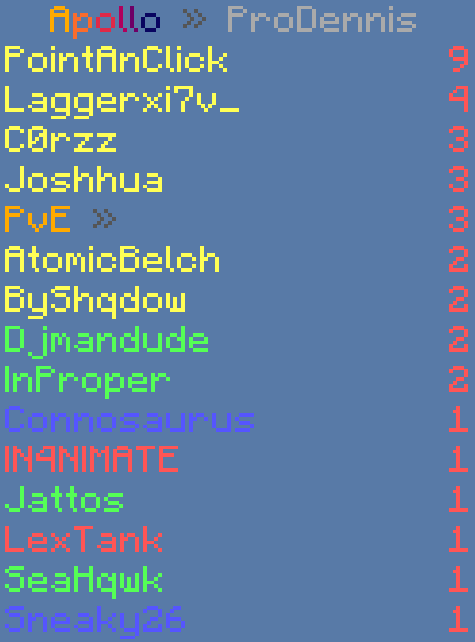 Apollo » ProDennis
PointAnClick 9
Laggerxi7v_ 4
C0rzz 3
Joshhua 3
PvE » 3
AtomicBelch 2
ByShqdow 2
D_jmandude 2
InProper 2
Connosaurus 1
IN4NIMATE 1
Jattos 1
LexTank 1
SeaHqwk 1
Sneaky26 1